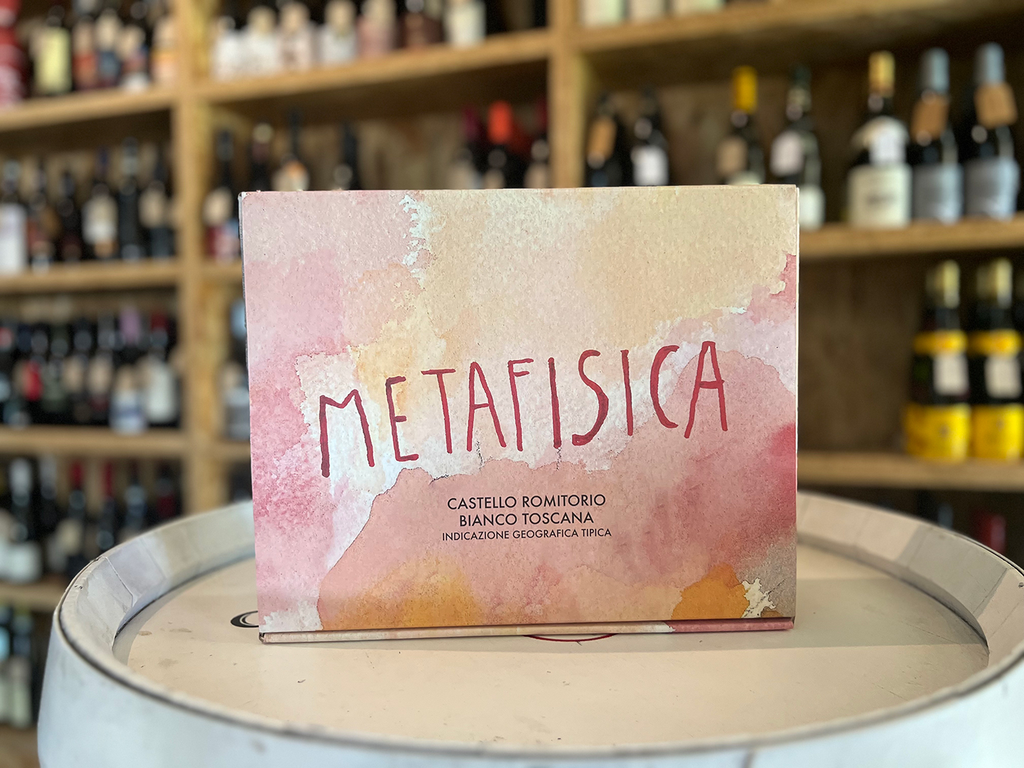 METAFISICA
CASTELLO ROMITORIO
BIANCO TOSCANA
INDICAZIONE GEOGRAFICA TIPICA